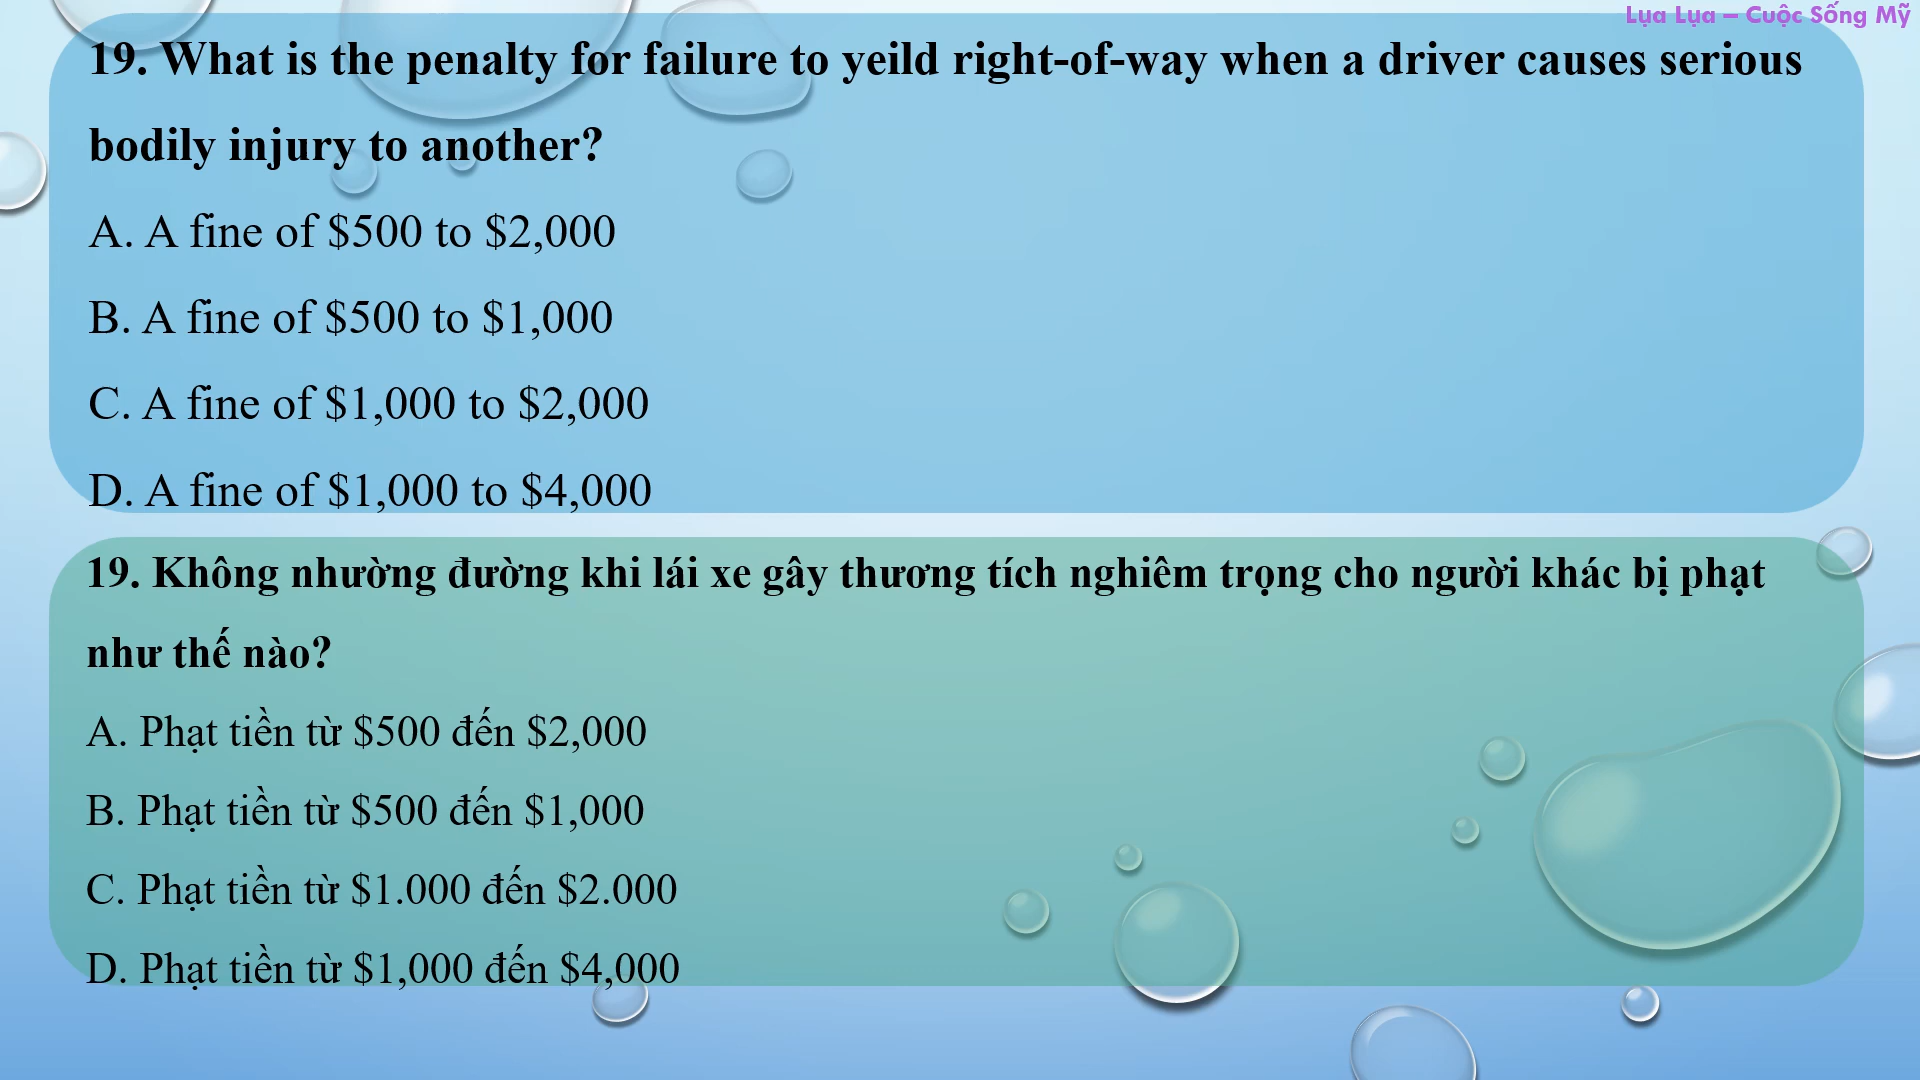 Lụa Lụa – Cuộc Sống Mỹ
19. What is the penalty for failure to yeild right-of-way when a driver causes serious
bodily injury to another?
A. A fine of $500 to $2,000
B. A fine of $500 to $1,000
C. A fine of $1,000 to $2,000
D. A fine of $1,000 to $4,000
19. Không nhường đường khi lái xe gây thương tích nghiêm trọng cho người khác bị phạt
như thế nào?
A. Phạt tiền từ $500 đến $2,000
B. Phạt tiền từ $500 đến $1,000
C. Phạt tiền từ $1.000 đến $2.000
D. Phạt tiền từ $1,000 đến $4,000